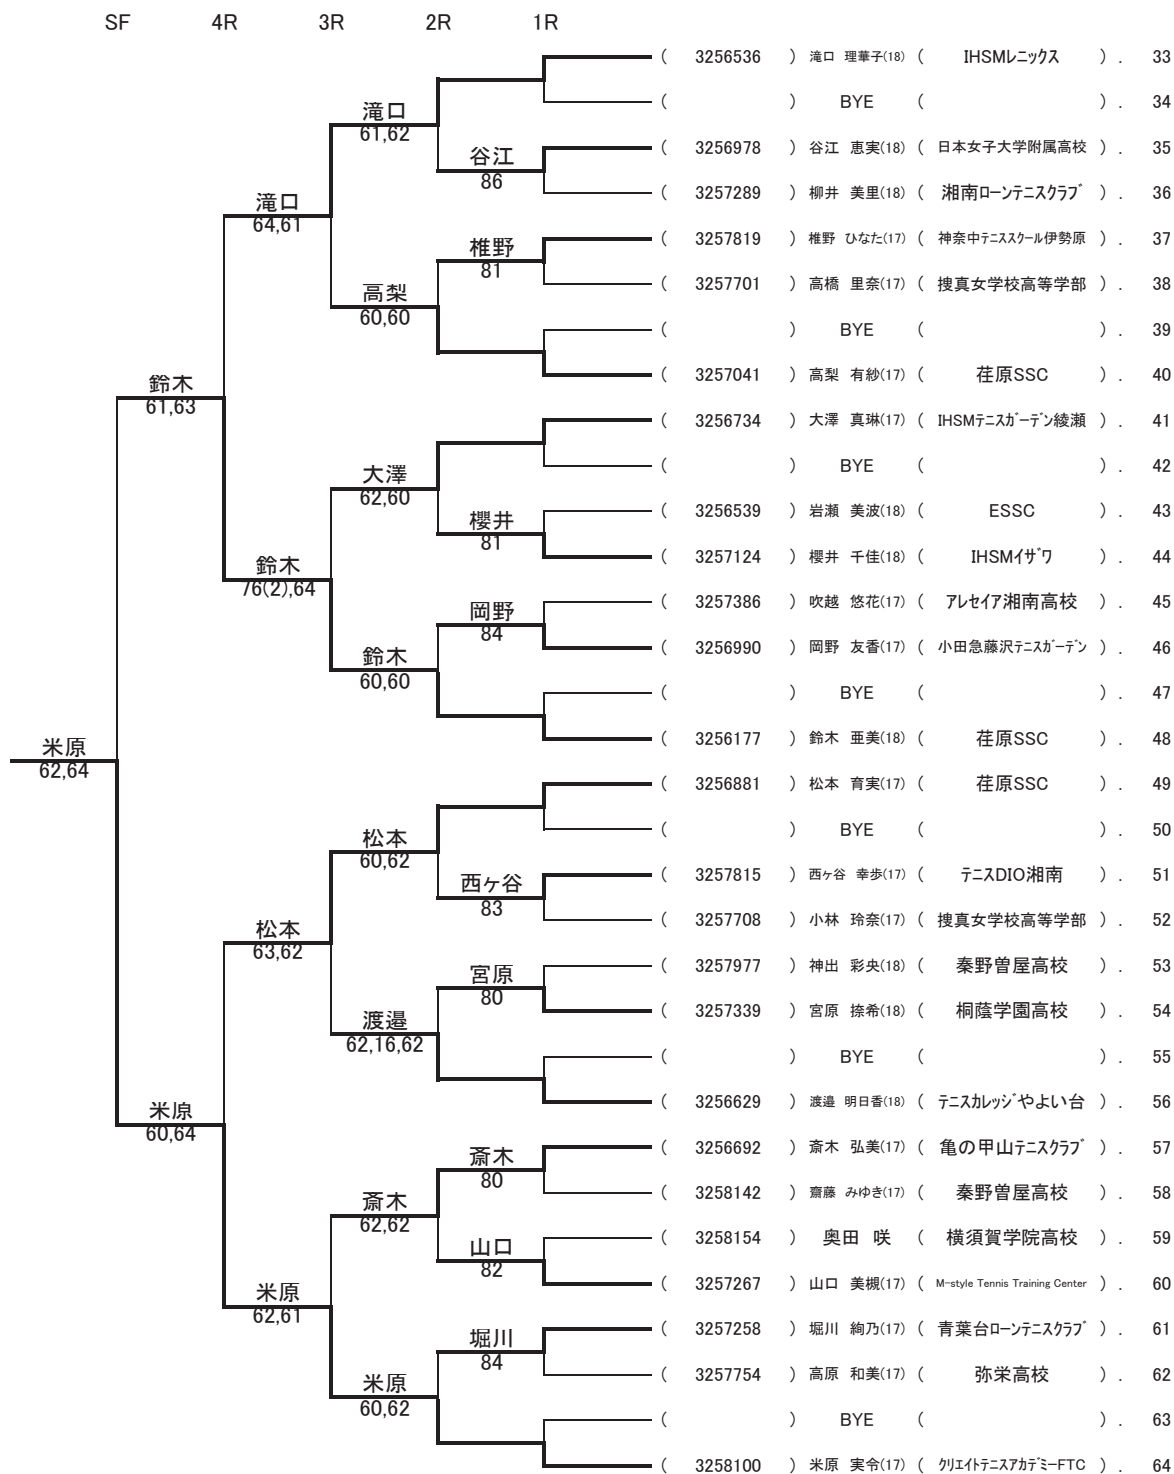 SF 4R 3R 2R 1R
( 3256536 ) 滝口 理華子(18) ( IHSMレニックス ) . 33
( ) BYE ( ) . 34
滝口
61,62
( 3256978 ) 谷江 恵実(18) ( 日本女子大学附属高校 ) . 35
谷江
86
( 3257289 ) 柳井 美里(18) ( 湘南ローンテニスクラブ ) . 36
滝口
64,61
( 3257819 ) 椎野 ひなた(17) ( 神奈中テニススクール伊勢原 ) . 37
椎野
81
( 3257701 ) 高橋 里奈(17) ( 捜真女学校高等学部 ) . 38
高梨
60,60
( ) BYE ( ) . 39
( 3257041 ) 高梨 有紗(17) ( 荏原SSC ) . 40
鈴木
61,63
( 3256734 ) 大澤 真琳(17) ( IHSMテニスガーデン綾瀬 ) . 41
( ) BYE ( ) . 42
大澤
62,60
( 3256539 ) 岩瀬 美波(18) ( ESSC ) . 43
櫻井
81
( 3257124 ) 櫻井 千佳(18) ( IHSMイザワ ) . 44
鈴木
76(2),64
( 3257386 ) 吹越 悠花(17) ( アレセイア湘南高校 ) . 45
岡野
84
( 3256990 ) 岡野 友香(17) ( 小田急藤沢テニスガーデン ) . 46
鈴木
60,60
( ) BYE ( ) . 47
( 3256177 ) 鈴木 亜美(18) ( 荏原SSC ) . 48
米原
62,64
( 3256881 ) 松本 育実(17) ( 荏原SSC ) . 49
( ) BYE ( ) . 50
松本
60,62
( 3257815 ) 西ヶ谷 幸歩(17) ( テニスDIO湘南 ) . 51
西ヶ谷
83
( 3257708 ) 小林 玲奈(17) ( 捜真女学校高等学部 ) . 52
松本
63,62
( 3257977 ) 神出 彩央(18) ( 秦野曽屋高校 ) . 53
宮原
80
( 3257339 ) 宮原 捺希(18) ( 桐蔭学園高校 ) . 54
渡邉
62,16,62
( ) BYE ( ) . 55
( 3256629 ) 渡邉 明日香(18) ( テニスカレッジやよい台 ) . 56
米原
60,64
( 3256692 ) 斎木 弘美(17) ( 亀の甲山テニスクラブ ) . 57
斎木
80
( 3258142 ) 齋藤 みゆき(17) ( 秦野曽屋高校 ) . 58
斎木
62,62
( 3258154 ) 奥田 咲 ( 横須賀学院高校 ) . 59
山口
82
( 3257267 ) 山口 美槻(17) ( M-style Tennis Training Center ) . 60
米原
62,61
( 3257258 ) 堀川 絢乃(17) ( 青葉台ローンテニスクラブ ) . 61
堀川
84
( 3257754 ) 高原 和美(17) ( 弥栄高校 ) . 62
米原
60,62
( ) BYE ( ) . 63
( 3258100 ) 米原 実令(17) ( クリエイトテニスアカデミーFTC ) . 64